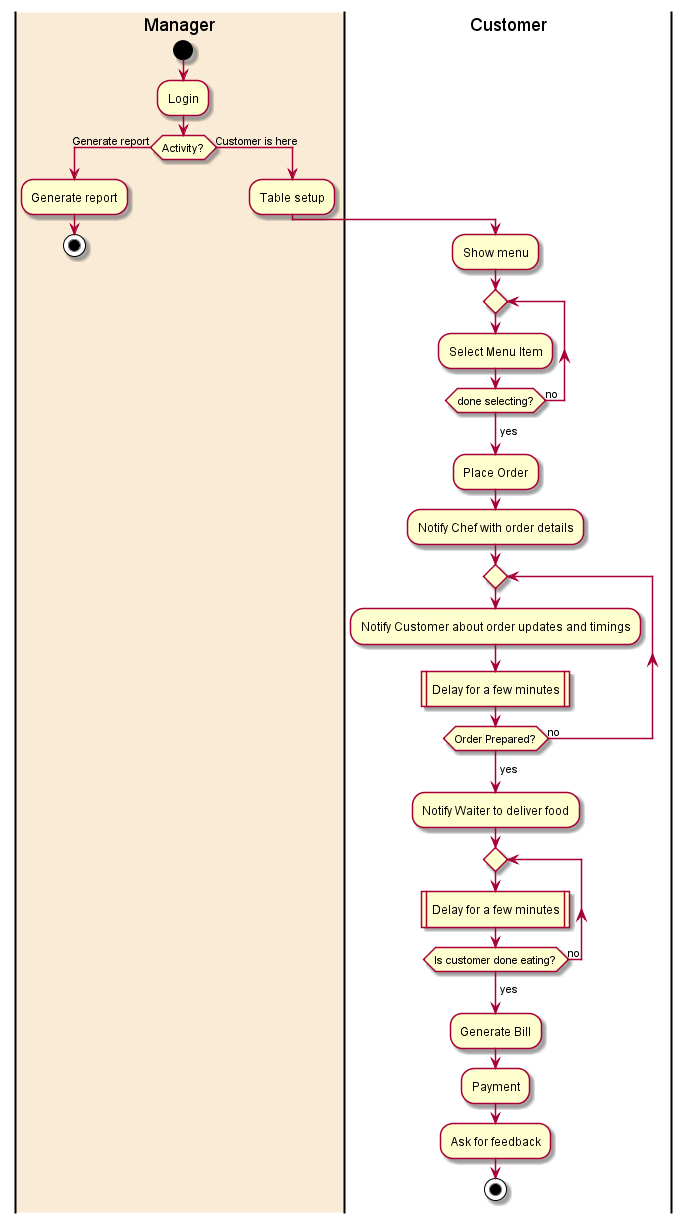 Manager
Customer
Login
Generate report
Activity?
Customer is here
Generate report
Table setup
Show menu
Select Menu Item
done selecting?
no
yes
Place Order
Notify Chef with order details
Notify Customer about order updates and timings
Delay for a few minutes
Order Prepared?
no
yes
Notify Waiter to deliver food
Delay for a few minutes
Is customer done eating?
no
yes
Generate Bill
Payment
Ask for feedback